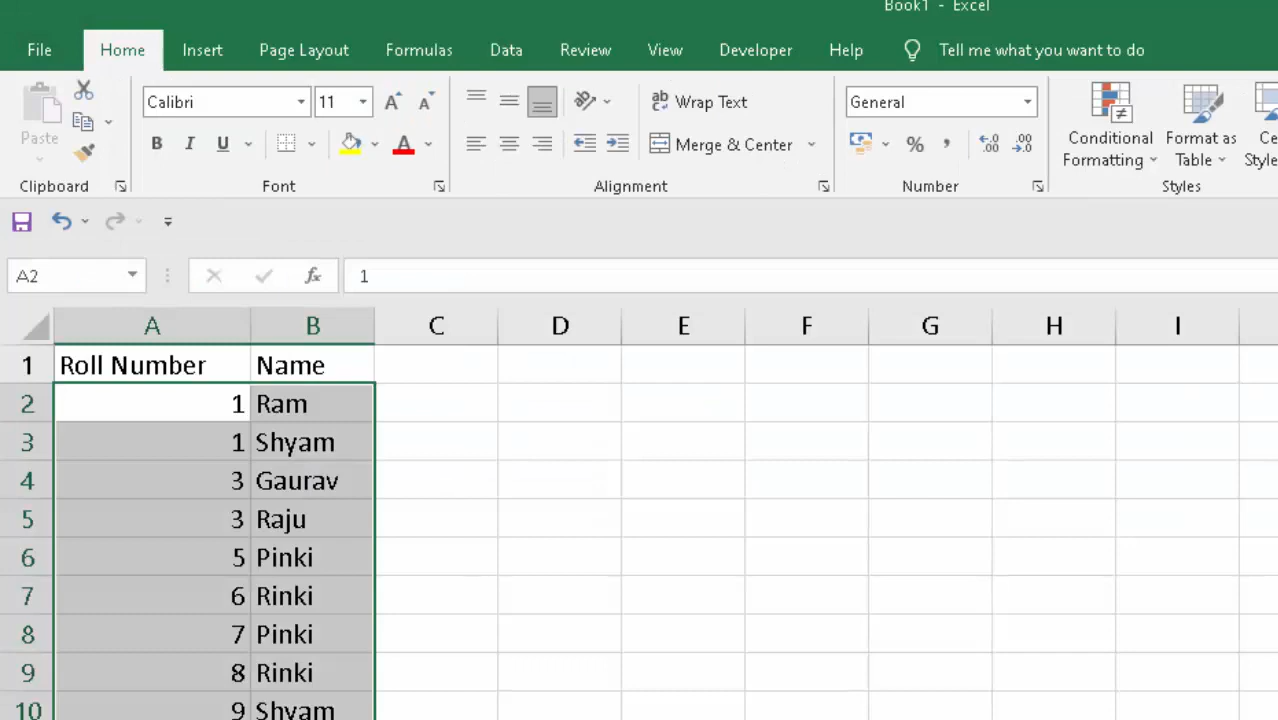 Book1 - Excel
File Home Insert Page Layout Formulas Data Review View Developer Help Tell me what you want to do
Calibri 11 ab Wrap Text General
Paste B I U A Merge & Center % , Conditional Formatting Format as Table
Clipboard Font Alignment Number Styles
A2 fx 1
A B C D E F G H I
1 Roll Number Name
2 1 Ram
3 1 Shyam
4 3 Gaurav
5 3 Raju
6 5 Pinki
7 6 Rinki
8 7 Pinki
9 8 Rinki
10 9 Shyam